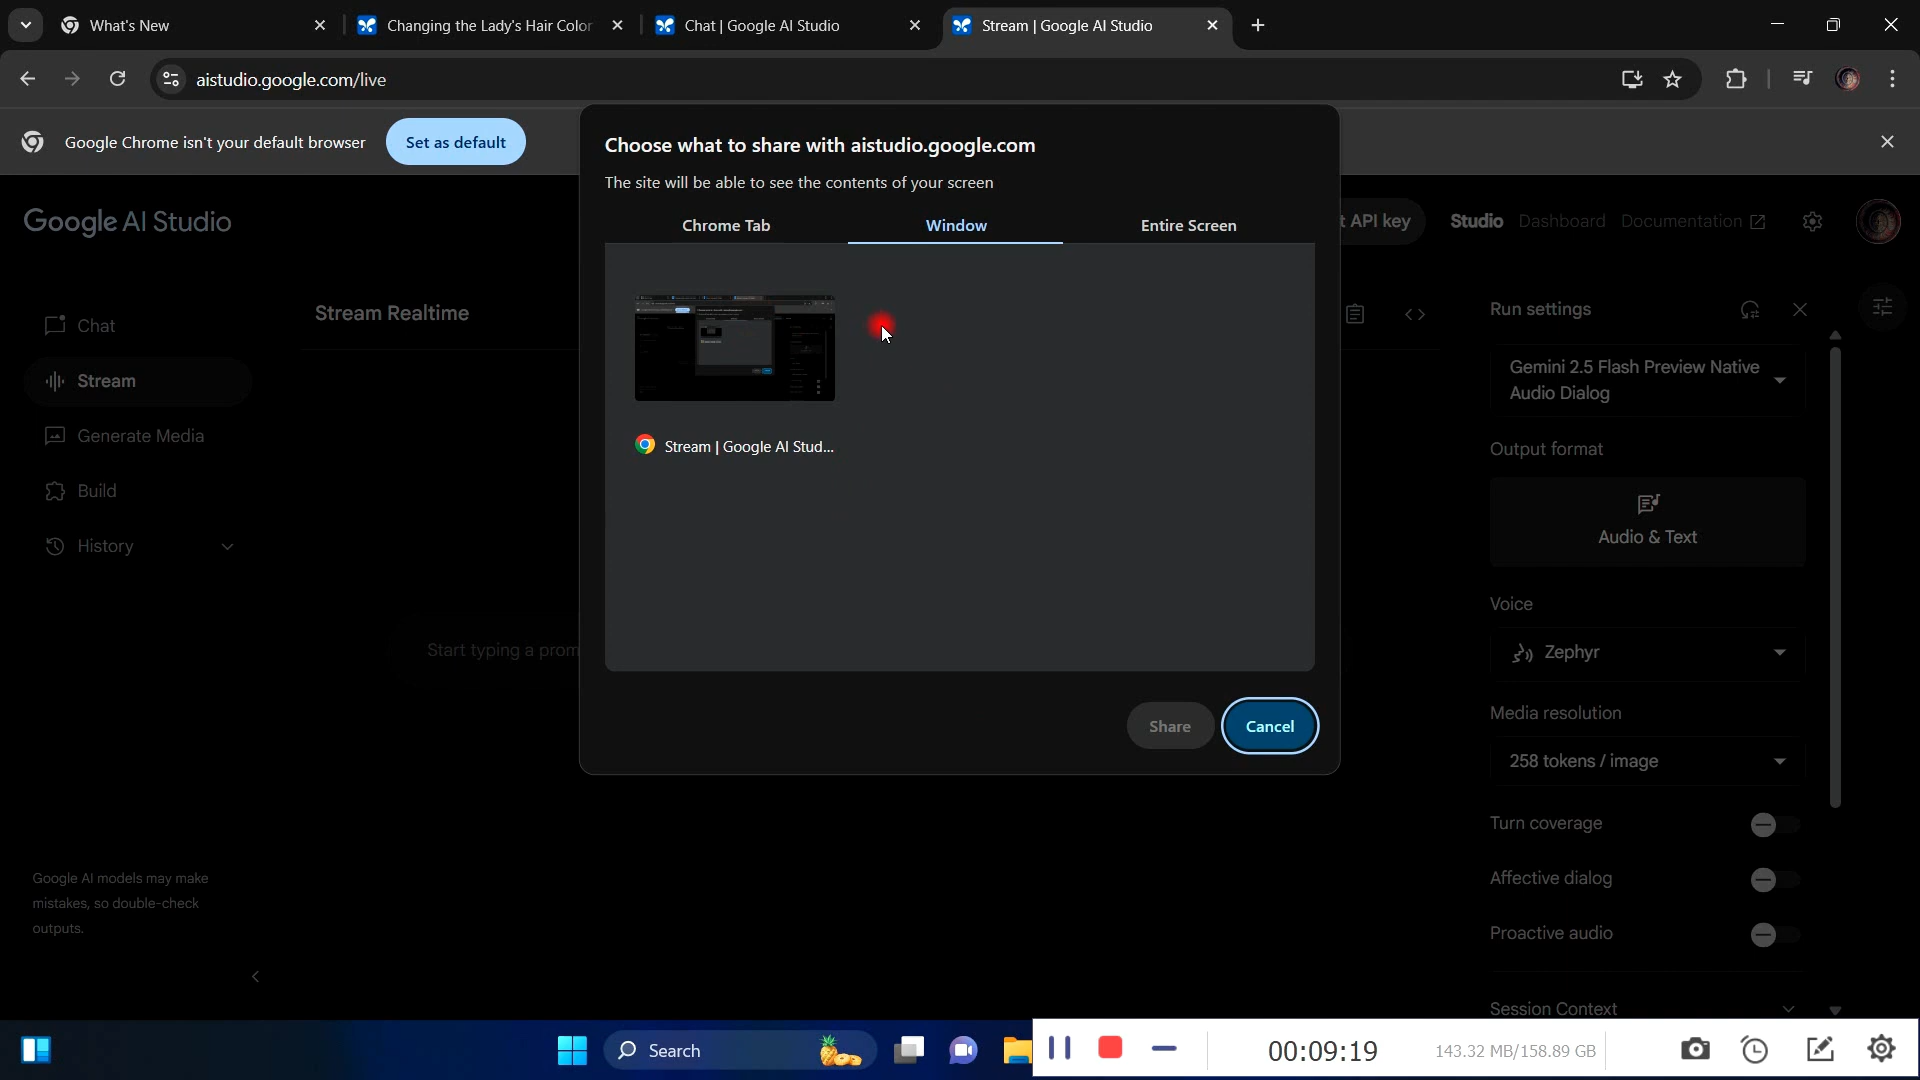 What's New
Changing the Lady's Hair Color
Chat | Google AI Studio
Stream | Google AI Studio
aistudio.google.com/live
Google Chrome isn't your default browser
Set as default
Choose what to share with aistudio.google.com
The site will be able to see the contents of your screen
Chrome Tab
Window
Entire Screen
Google AI Studio
t API key
Studio
Dashboard
Documentation
Stream Realtime
Chat
Stream
Generate Media
Build
History
Stream | Google AI Stud...
Start typing a prom
Share
Cancel
Run settings
Gemini 2.5 Flash Preview Native
Audio Dialog
Output format
Audio & Text
Voice
Zephyr
Media resolution
258 tokens / image
Turn coverage
Affective dialog
Proactive audio
Session Context
Google AI models may make
mistakes, so double-check
outputs.
Search
00:09:19
143.32 MB/158.89 GB